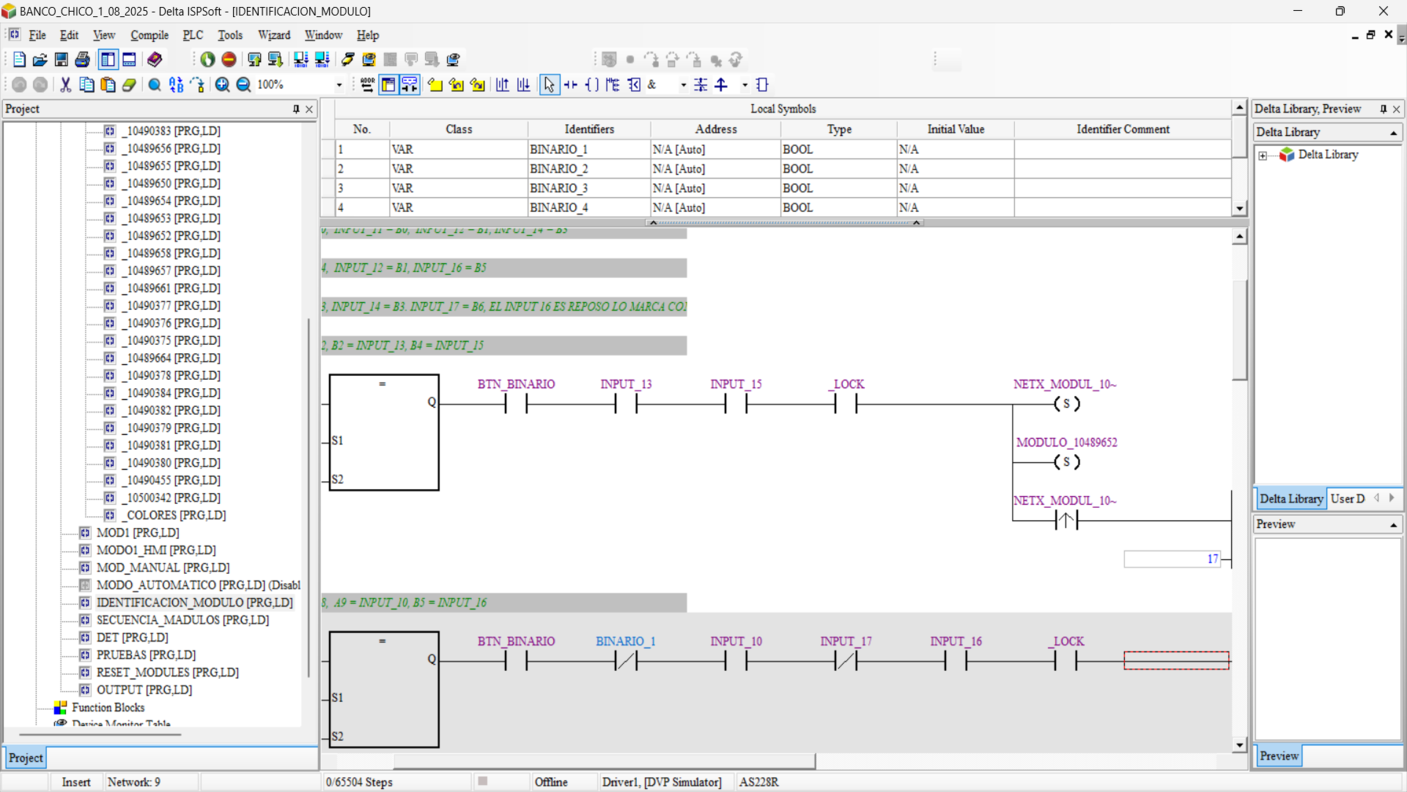 BANCO_CHICO_1_08_2025 - Delta ISPSoft - [IDENTIFICACION_MODULO]
File Edit View Compile PLC Tools Wizard Window Help
100%
Project
_10490383 [PRG,LD]
_10489656 [PRG,LD]
_10489655 [PRG,LD]
_10489650 [PRG,LD]
_10489654 [PRG,LD]
_10489653 [PRG,LD]
_10489652 [PRG,LD]
_10489658 [PRG,LD]
_10489657 [PRG,LD]
_10489661 [PRG,LD]
_10490377 [PRG,LD]
_10490376 [PRG,LD]
_10490375 [PRG,LD]
_10489664 [PRG,LD]
_10490378 [PRG,LD]
_10490384 [PRG,LD]
_10490382 [PRG,LD]
_10490379 [PRG,LD]
_10490381 [PRG,LD]
_10490380 [PRG,LD]
_10490455 [PRG,LD]
_10500342 [PRG,LD]
_COLORES [PRG,LD]
MOD1 [PRG,LD]
MODO1_HMI [PRG,LD]
MOD_MANUAL [PRG,LD]
MODO_AUTOMATICO [PRG,LD] (Disabl
IDENTIFICACION_MODULO [PRG,LD]
SECUENCIA_MADULOS [PRG,LD]
DET [PRG,LD]
PRUEBAS [PRG,LD]
RESET_MODULES [PRG,LD]
OUTPUT [PRG,LD]
Function Blocks
Device Monitor Table
Project
Local Symbols
No. Class Identifiers Address Type Initial Value Identifier Comment
1 VAR BINARIO_1 N/A [Auto] BOOL N/A
2 VAR BINARIO_2 N/A [Auto] BOOL N/A
3 VAR BINARIO_3 N/A [Auto] BOOL N/A
4 VAR BINARIO_4 N/A [Auto] BOOL N/A
4, INPUT_12 = B1, INPUT_16 = B5
3, INPUT_14 = B3. INPUT_17 = B6, EL INPUT 16 ES REPOSO LO MARCA CO
2, B2 = INPUT_13, B4 = INPUT_15
= Q S1 S2
BTN_BINARIO INPUT_13 INPUT_15 _LOCK NETX_MODUL_10~
S
MODULO_10489652
S
NETX_MODUL_10~
17
8, A9 = INPUT_10, B5 = INPUT_16
= Q S1 S2
BTN_BINARIO BINARIO_1 INPUT_10 INPUT_17 INPUT_16 _LOCK
Delta Library, Preview
Delta Library
Delta Library
Delta Library User D
Preview
Preview
Insert Network: 9 0/65504 Steps Offline Driver1, [DVP Simulator] AS228R